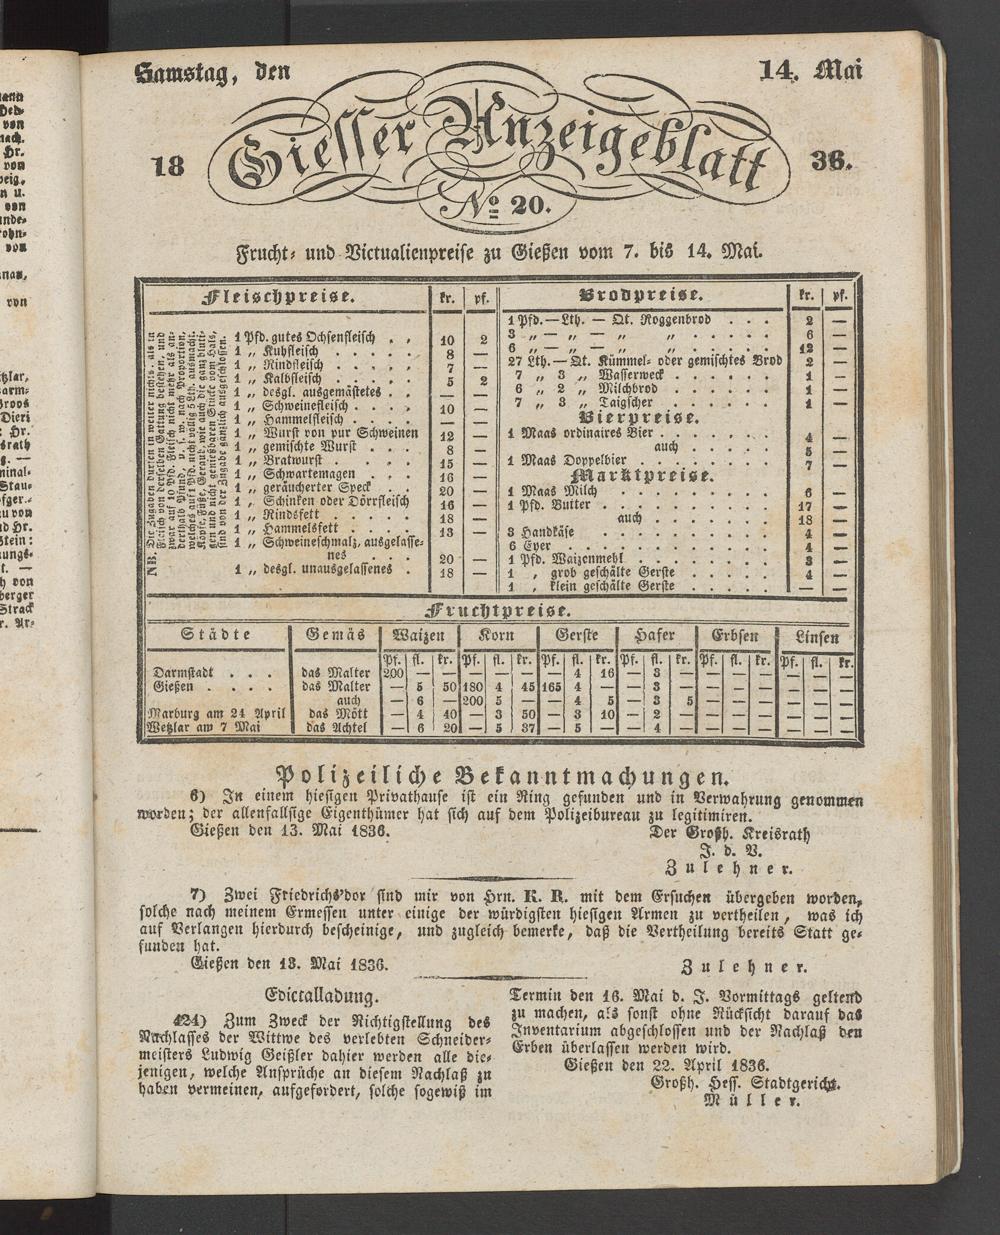 Samstag, den 14. Mai
18 Giesser Anzeigeblatt 36.
No 20.
Frucht- und Victualienpreise zu Gießen vom 7. bis 14. Mai.
Fleischpreise. kr. pf.
1 Pfd. gutes Ochsenfleisch . . 10 2
1 „ Kuhfleisch . . . . . 8 —
1 „ Rindfleisch . . . . . 7 —
1 „ Kalbfleisch . . . . . 5 2
1 „ desgl. ausgemästetes . . — —
1 „ Schweinefleisch . . . . 10 —
1 „ Hammelfleisch . . . . — —
1 „ Wurst von pur Schweinen 12 —
1 „ gemischte Wurst . . . 8 —
1 „ Bratwurst . . . . . 15 —
1 „ Schwartemagen . . . 16 —
1 „ geräucherter Speck . . 20 —
1 „ Schinken oder Dörrfleisch 16 —
1 „ Rindsfett . . . . . 18 —
1 „ Hammelsfett . . . . 13 —
1 „ Schweineschmalz, ausgelasse-
nes . . . . 20 —
1 „ desgl. unausgelassenes . 18 —
Brodpreise. kr. pf.
1 Pfd. — Lth. — Qt. Roggenbrod . . . 2 —
3 „ — „ — „ „ . . . . . 6 —
6 „ — „ — „ „ . . . . . 12 —
27 Lth. — Qt. Kümmel- oder gemischtes Brod 2 —
7 „ 3 „ Wasserweck . . . . . . 1 —
6 „ 2 „ Milchbrod . . . . . . 1 —
7 „ 3 „ Taigscher . . . . . . 1 —
Bierpreise.
1 Maas ordinaires Bier . . . . . . . 4 —
auch . . . . . 5 —
1 Maas Doppelbier . . . . . . . 7 —
Marktpreise.
1 Maas Milch . . . . . . . . 6 —
1 Pfd. Butter . . . . . . . . 17 —
auch . . . . . . 18 —
3 Handkäse . . . . . . . . . 4 —
6 Eyer . . . . . . . . . . 4 —
1 Pfd. Waizenmehl . . . . . . . 3 —
1 „ grob geschälte Gerste . . . . . 4 —
1 „ klein geschälte Gerste . . . . . — —
Fruchtpreise.
Städte Gemäs Waizen Korn Gerste Hafer Erbsen Linsen
Pf. fl. kr. Pf. fl. kr. Pf. fl. kr. Pf. fl. kr. Pf. fl. kr. Pf. fl. kr.
Darmstadt . . . das Malter 200 — — — — — — 4 16 — 3 — — — — — — —
Gießen . . . . das Malter — 5 50 180 4 45 165 4 — — 3 — — — — — — —
auch — 6 — 200 5 — — 4 5 — 3 5 — — — — — —
Marburg am 24 April das Mött — 4 40 — 3 50 — 3 10 — 2 — — — — — — —
Wetzlar am 7 Mai das Achtel — 6 20 — 5 37 — 5 — — 4 — — — — — — —
Polizeiliche Bekanntmachungen.
6) In einem hiesigen Privathause ist ein Ring gefunden und in Verwahrung genommen
worden; der allenfallsige Eigenthümer hat sich auf dem Polizeibureau zu legitimiren.
Gießen den 13. Mai 1836. Der Großh. Kreisrath
J. d. V.
Zulehner.
7) Zwei Friedrichs'dor sind mir von Hrn. K. R. mit dem Ersuchen übergeben worden,
solche nach meinem Ermessen unter einige der würdigsten hiesigen Armen zu vertheilen, was ich
auf Verlangen hierdurch bescheinige, und zugleich bemerke, daß die Vertheilung bereits Statt ge-
funden hat.
Gießen den 13. Mai 1836. Zulehner.
Edictalladung.
424) Zum Zweck der Richtigstellung des
Nachlasses der Wittwe des verlebten Schneider-
meisters Ludwig Geißler dahier werden alle die-
jenigen, welche Ansprüche an diesem Nachlaß zu
haben vermeinen, aufgefordert, solche sogewiß im
Termin den 16. Mai d. J. Vormittags geltend
zu machen, als sonst ohne Rücksicht darauf das
Inventarium abgeschlossen und der Nachlaß den
Erben überlassen werden wird.
Gießen den 22. April 1836.
Großh. Hess. Stadtgericht.
Müller.